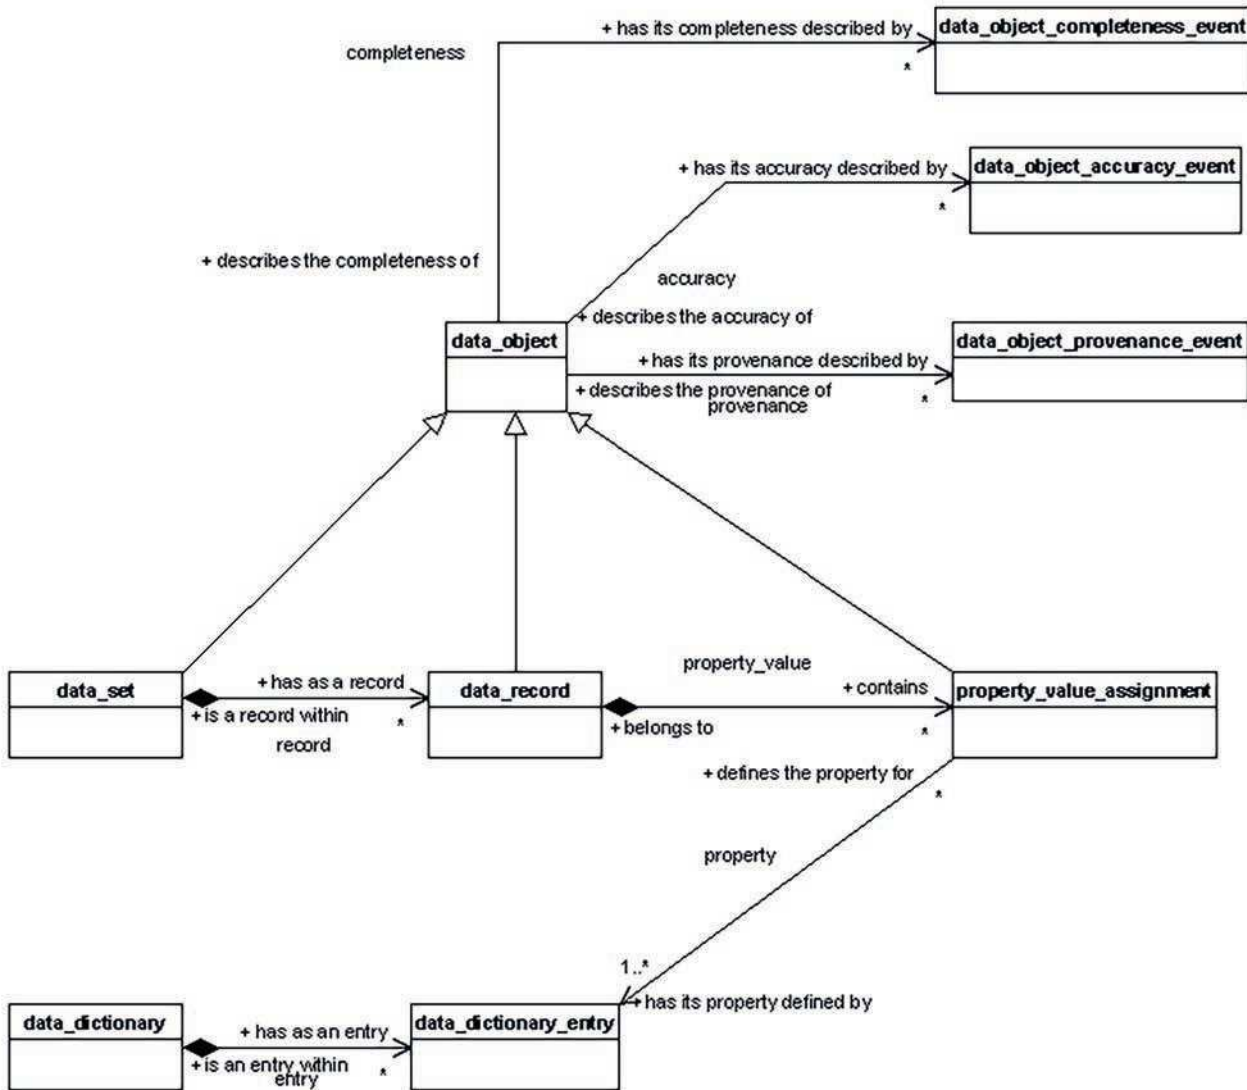 data_object_completeness_event
+ has its completeness described by
completeness
*
data_object_accuracy_event
+ has its accuracy described by
*
+ describes the completeness of
accuracy
+ describes the accuracy of
data_object
data_object_provenance_event
+ has its provenance described by
+ describes the provenance of
*
provenance
data_set
+ has as a record
data_record
property_value
+ contains
property_value_assignment
+ is a record within
*
+ belongs to
*
record
+ defines the property for
*
property
1..*
+ has its property defined by
data_dictionary
+ has as an entry
data_dictionary_entry
+ is an entry within
*
entry